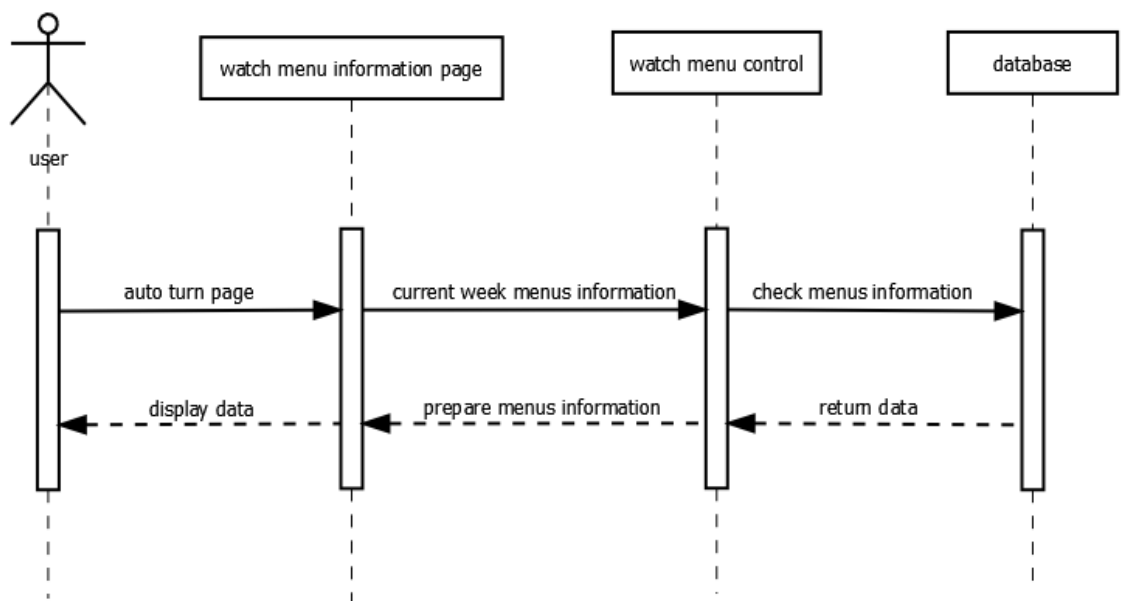 watch menu information page
watch menu control
database
user
auto turn page
current week menus information
check menus information
display data
prepare menus information
return data